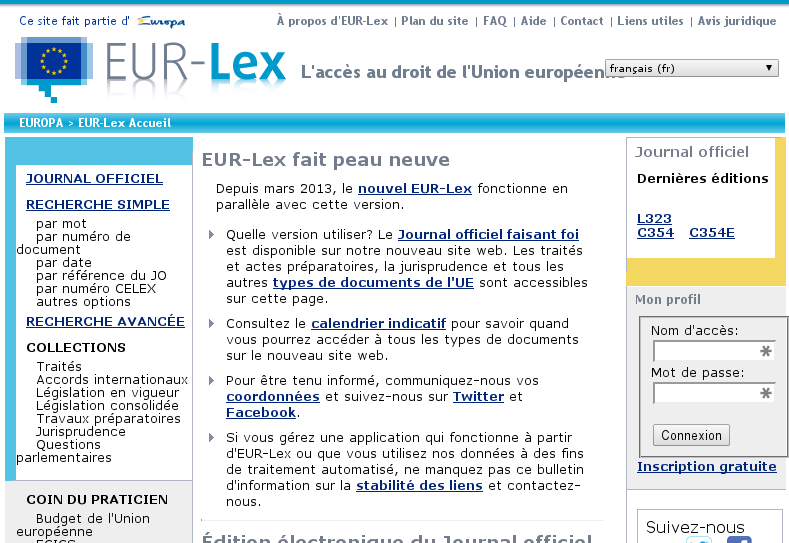 Ce site fait partie d' Europa
À propos d'EUR-Lex | Plan du site | FAQ | Aide | Contact | Liens utiles | Avis juridique
EUR-Lex L'accès au droit de l'Union européenne
français (fr)
EUROPA > EUR-Lex Accueil
JOURNAL OFFICIEL
RECHERCHE SIMPLE
par mot
par numéro de
document
par date
par référence du JO
par numéro CELEX
autres options
RECHERCHE AVANCÉE
COLLECTIONS
Traités
Accords internationaux
Législation en vigueur
Législation consolidée
Travaux préparatoires
Jurisprudence
Questions
parlementaires
COIN DU PRATICIEN
Budget de l'Union
européenne
EUR-Lex fait peau neuve
Depuis mars 2013, le nouvel EUR-Lex fonctionne en
parallèle avec cette version.
Quelle version utiliser? Le Journal officiel faisant foi
est disponible sur notre nouveau site web. Les traités
et actes préparatoires, la jurisprudence et tous les
autres types de documents de l'UE sont accessibles
sur cette page.
Consultez le calendrier indicatif pour savoir quand
vous pourrez accéder à tous les types de documents
sur le nouveau site web.
Pour être tenu informé, communiquez-nous vos
coordonnées et suivez-nous sur Twitter et
Facebook.
Si vous gérez une application qui fonctionne à partir
d'EUR-Lex ou que vous utilisez nos données à des fins
de traitement automatisé, ne manquez pas ce bulletin
d'information sur la stabilité des liens et contactez-
nous.
Édition électronique du Journal officiel
Journal officiel
Dernières éditions
L323
C354 C354E
Mon profil
Nom d'accès:
Mot de passe:
Connexion
Inscription gratuite
Suivez-nous